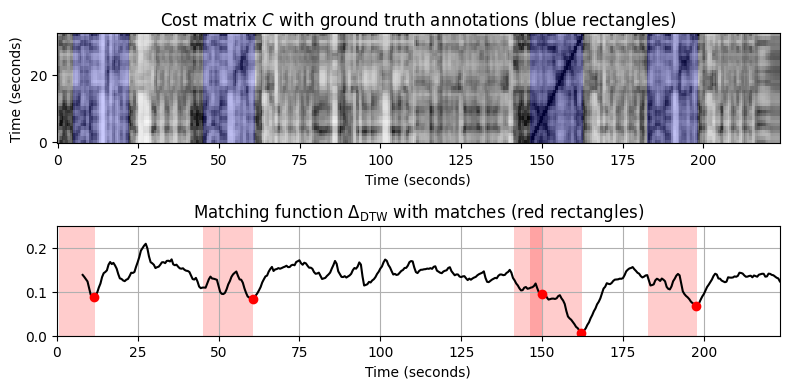 Cost matrix C with ground truth annotations (blue rectangles)
Time (seconds)
20
0
0 25 50 75 100 125 150 175 200
Time (seconds)
Matching function ΔDTW with matches (red rectangles)
0.2
0.1
0.0
0 25 50 75 100 125 150 175 200
Time (seconds)